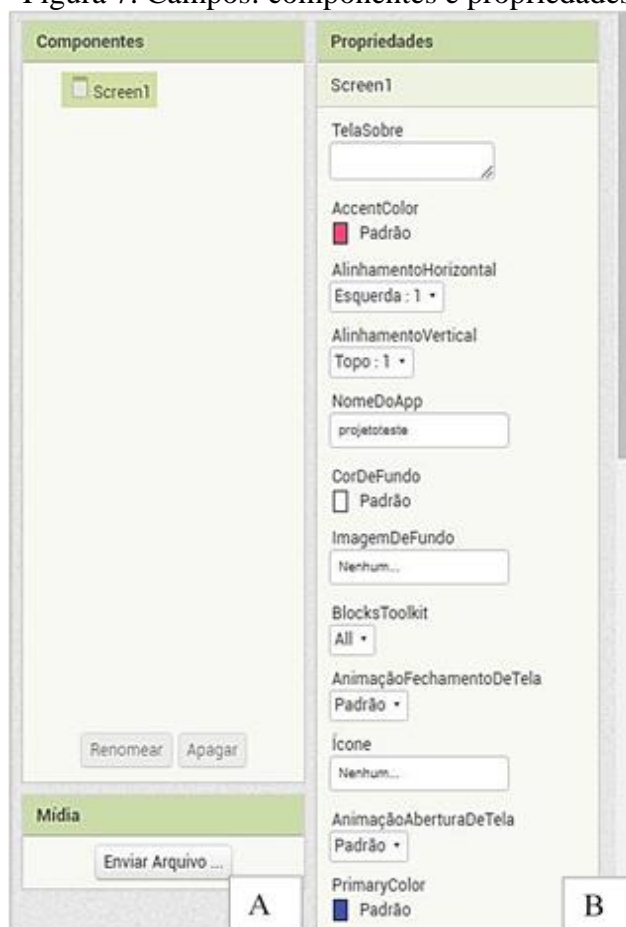 Figura 7: Campos: componentes e propriedades
Componentes
Screen1
Renomear
Apagar
Mídia
Enviar Arquivo ...
A
Propriedades
Screen1
TelaSobre
AccentColor
Padrão
AlinhamentoHorizontal
Esquerda : 1
AlinhamentoVertical
Topo : 1
NomeDoApp
projetoteste
CorDeFundo
Padrão
ImagemDeFundo
Nenhum...
BlocksToolkit
All
AnimaçãoFechamentoDeTela
Padrão
Ícone
Nenhum...
AnimaçãoAberturaDeTela
Padrão
PrimaryColor
Padrão
B